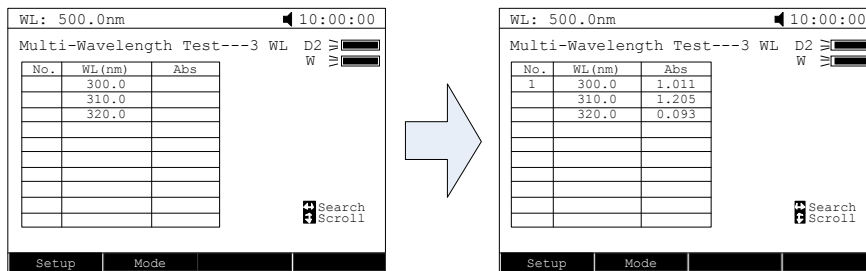 WL: 500.0nm 10:00:00
Multi-Wavelength Test---3 WL D2
W
No. WL(nm) Abs
300.0
310.0
320.0
Search
Scroll
Setup Mode
WL: 500.0nm 10:00:00
Multi-Wavelength Test---3 WL D2
W
No. WL(nm) Abs
1 300.0 1.011
310.0 1.205
320.0 0.093
Search
Scroll
Setup Mode